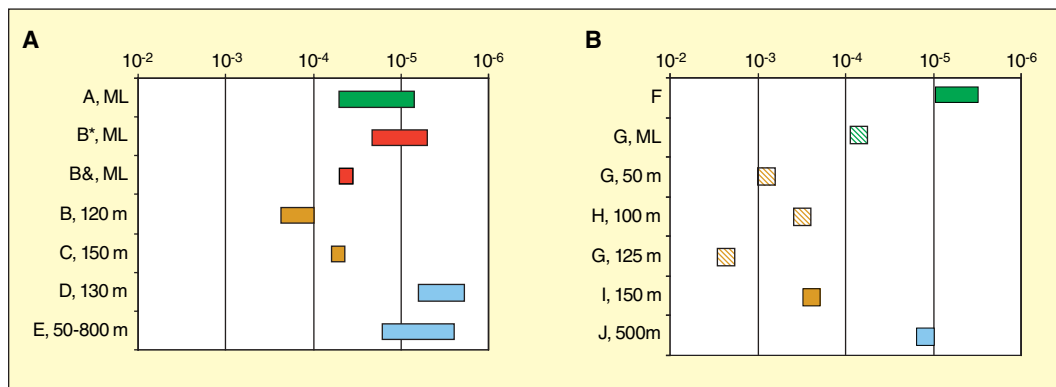 A
10-2 10-3 10-4 10-5 10-6
A, ML
B*, ML
B&, ML
B, 120 m
C, 150 m
D, 130 m
E, 50-800 m
B
10-2 10-3 10-4 10-5 10-6
F
G, ML
G, 50 m
H, 100 m
G, 125 m
I, 150 m
J, 500m